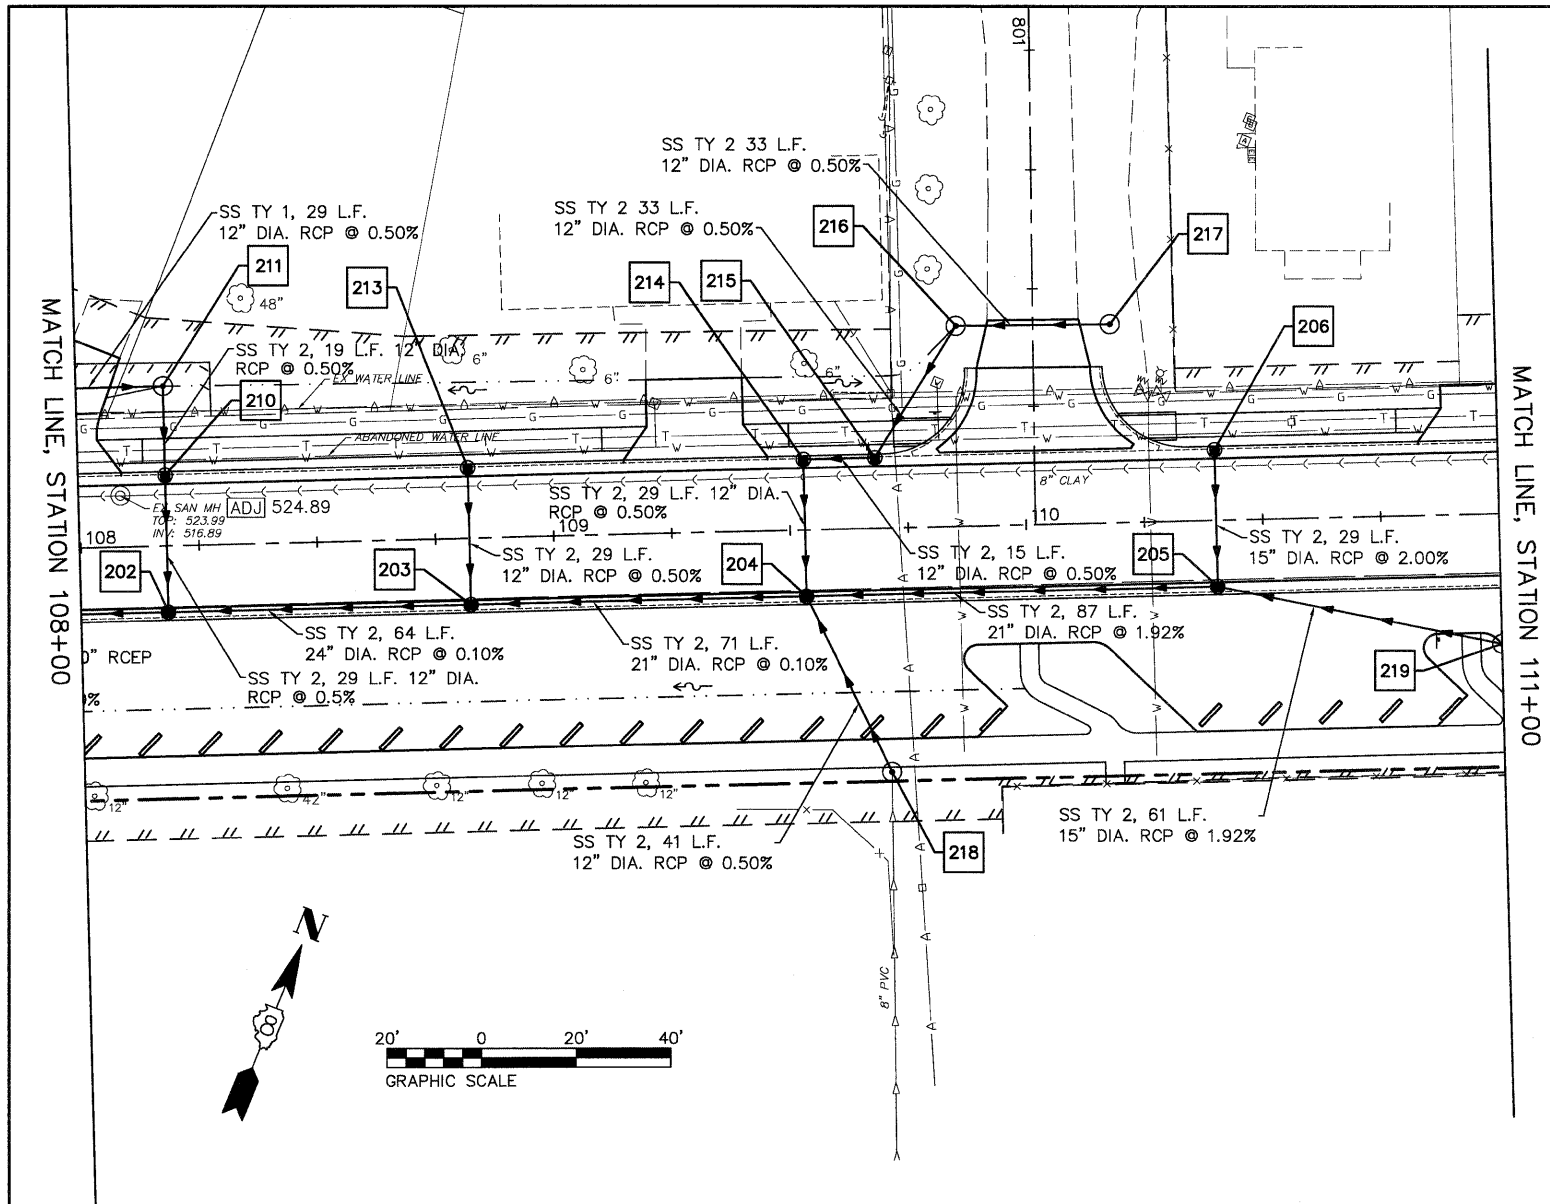 801
SS TY 2 33 L.F.
12" DIA. RCP @ 0.50%
SS TY 1, 29 L.F.
12" DIA. RCP @ 0.50%
SS TY 2 33 L.F.
12" DIA. RCP @ 0.50%
216
217
211
213
214
215
206
48"
MATCH LINE, STATION 108+00
MATCH LINE, STATION 111+00
SS TY 2, 19 L.F. 12" DIA.
RCP @ 0.50%
6"
6"
6"
EX WATER LINE
210
ABANDONED WATER LINE
8" CLAY
EX SAN MH
TOP: 523.99
INV: 516.89
ADJ 524.89
SS TY 2, 29 L.F. 12" DIA.
RCP @ 0.50%
108
109
110
202
203
204
205
SS TY 2, 29 L.F.
12" DIA. RCP @ 0.50%
SS TY 2, 15 L.F.
12" DIA. RCP @ 0.50%
SS TY 2, 29 L.F.
15" DIA. RCP @ 2.00%
SS TY 2, 64 L.F.
24" DIA. RCP @ 0.10%
SS TY 2, 71 L.F.
21" DIA. RCP @ 0.10%
SS TY 2, 87 L.F.
21" DIA. RCP @ 1.92%
0" RCEP
SS TY 2, 29 L.F. 12" DIA.
RCP @ 0.5%
%
219
12"
42"
12"
12"
12"
SS TY 2, 41 L.F.
12" DIA. RCP @ 0.50%
218
SS TY 2, 61 L.F.
15" DIA. RCP @ 1.92%
N
8" PVC
20' 0 20' 40'
GRAPHIC SCALE